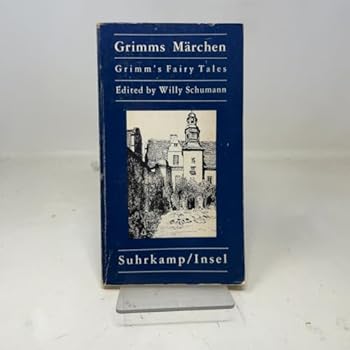 Grimms Märchen
Grimm's Fairy Tales
Edited by Willy Schumann
Suhrkamp/Insel